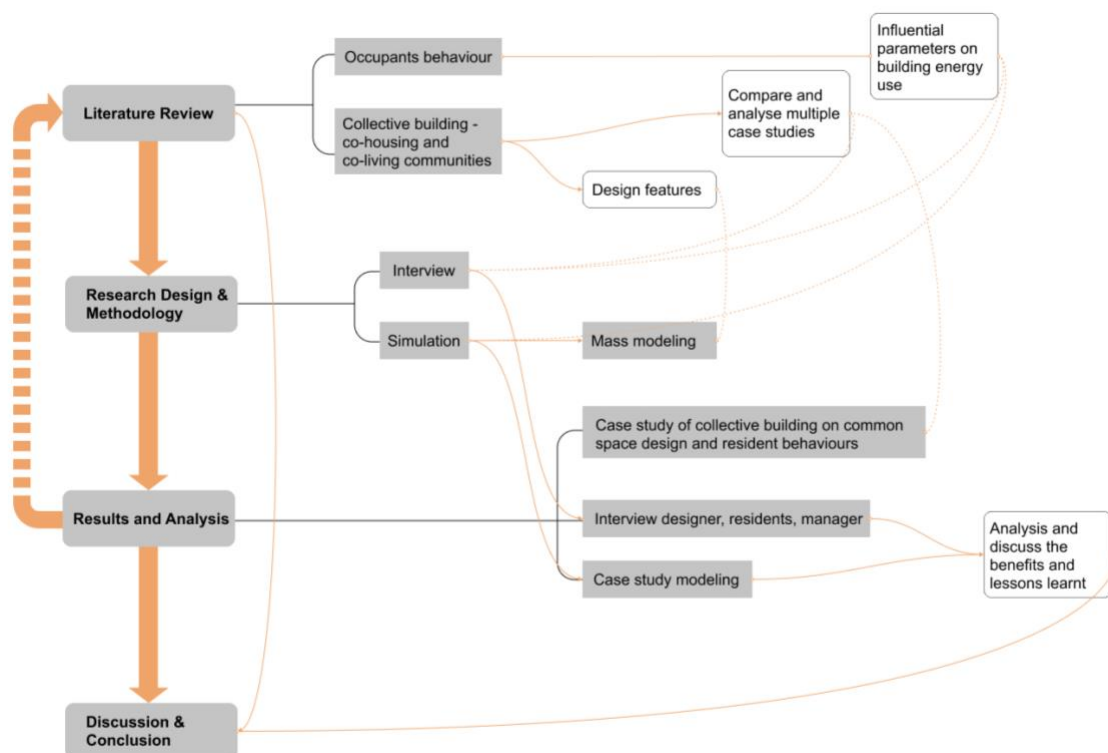 Occupants behaviour
Influential
parameters on
building energy
use
Literature Review
Collective building -
co-housing and
co-living communities
Compare and
analyse multiple
case studies
Design features
Research Design &
Methodology
Interview
Simulation
Mass modeling
Case study of collective building on common
space design and resident behaviours
Results and Analysis
Interview designer, residents, manager
Case study modeling
Analysis and
discuss the
benefits and
lessons learnt
Discussion &
Conclusion